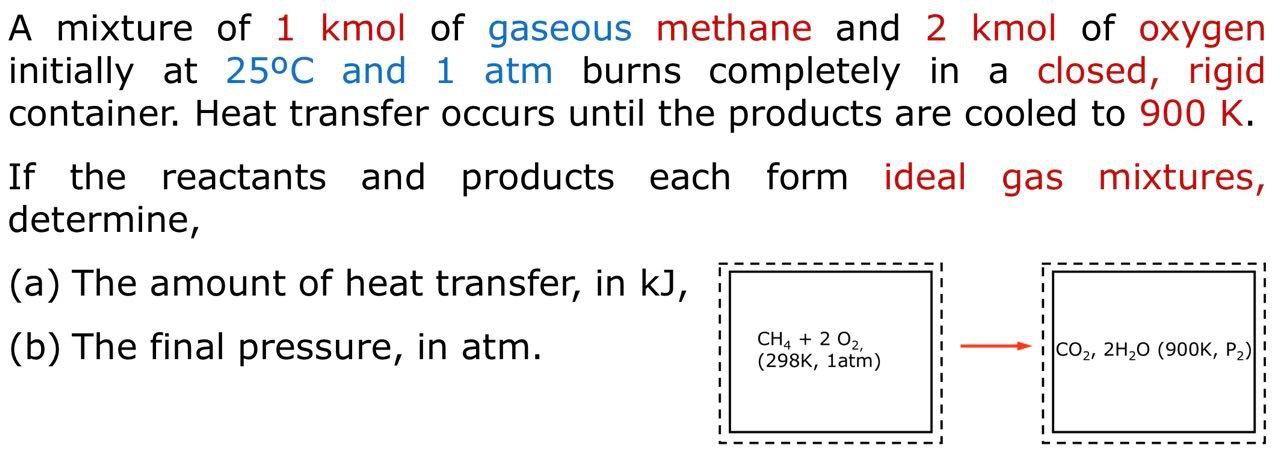 A mixture of 1 kmol of gaseous methane and 2 kmol of oxygen
initially at 25ºC and 1 atm burns completely in a closed, rigid
container. Heat transfer occurs until the products are cooled to 900 K.
If the reactants and products each form ideal gas mixtures,
determine,
(a) The amount of heat transfer, in kJ,
(b) The final pressure, in atm.
CH₄ + 2 O₂,
(298K, 1atm)
CO₂, 2H₂O (900K, P₂)